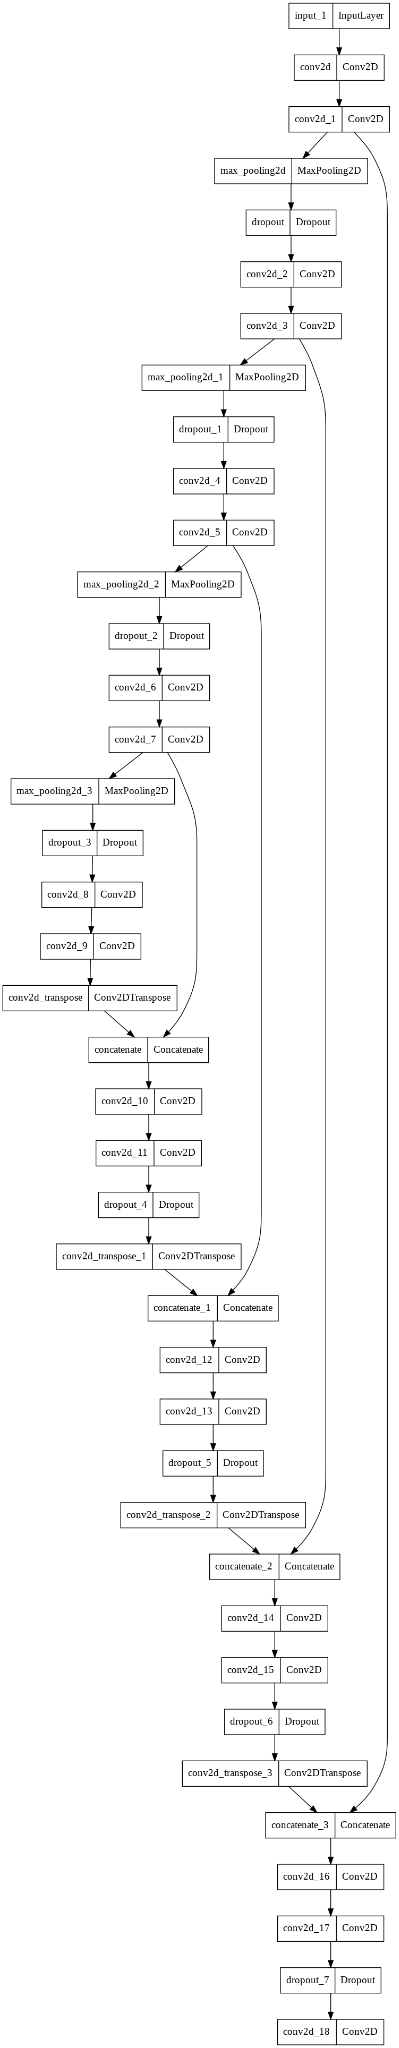 input_1 InputLayer
conv2d Conv2D
conv2d_1 Conv2D
max_pooling2d MaxPooling2D
dropout Dropout
conv2d_2 Conv2D
conv2d_3 Conv2D
max_pooling2d_1 MaxPooling2D
dropout_1 Dropout
conv2d_4 Conv2D
conv2d_5 Conv2D
max_pooling2d_2 MaxPooling2D
dropout_2 Dropout
conv2d_6 Conv2D
conv2d_7 Conv2D
max_pooling2d_3 MaxPooling2D
dropout_3 Dropout
conv2d_8 Conv2D
conv2d_9 Conv2D
conv2d_transpose Conv2DTranspose
concatenate Concatenate
conv2d_10 Conv2D
conv2d_11 Conv2D
dropout_4 Dropout
conv2d_transpose_1 Conv2DTranspose
concatenate_1 Concatenate
conv2d_12 Conv2D
conv2d_13 Conv2D
dropout_5 Dropout
conv2d_transpose_2 Conv2DTranspose
concatenate_2 Concatenate
conv2d_14 Conv2D
conv2d_15 Conv2D
dropout_6 Dropout
conv2d_transpose_3 Conv2DTranspose
concatenate_3 Concatenate
conv2d_16 Conv2D
conv2d_17 Conv2D
dropout_7 Dropout
conv2d_18 Conv2D